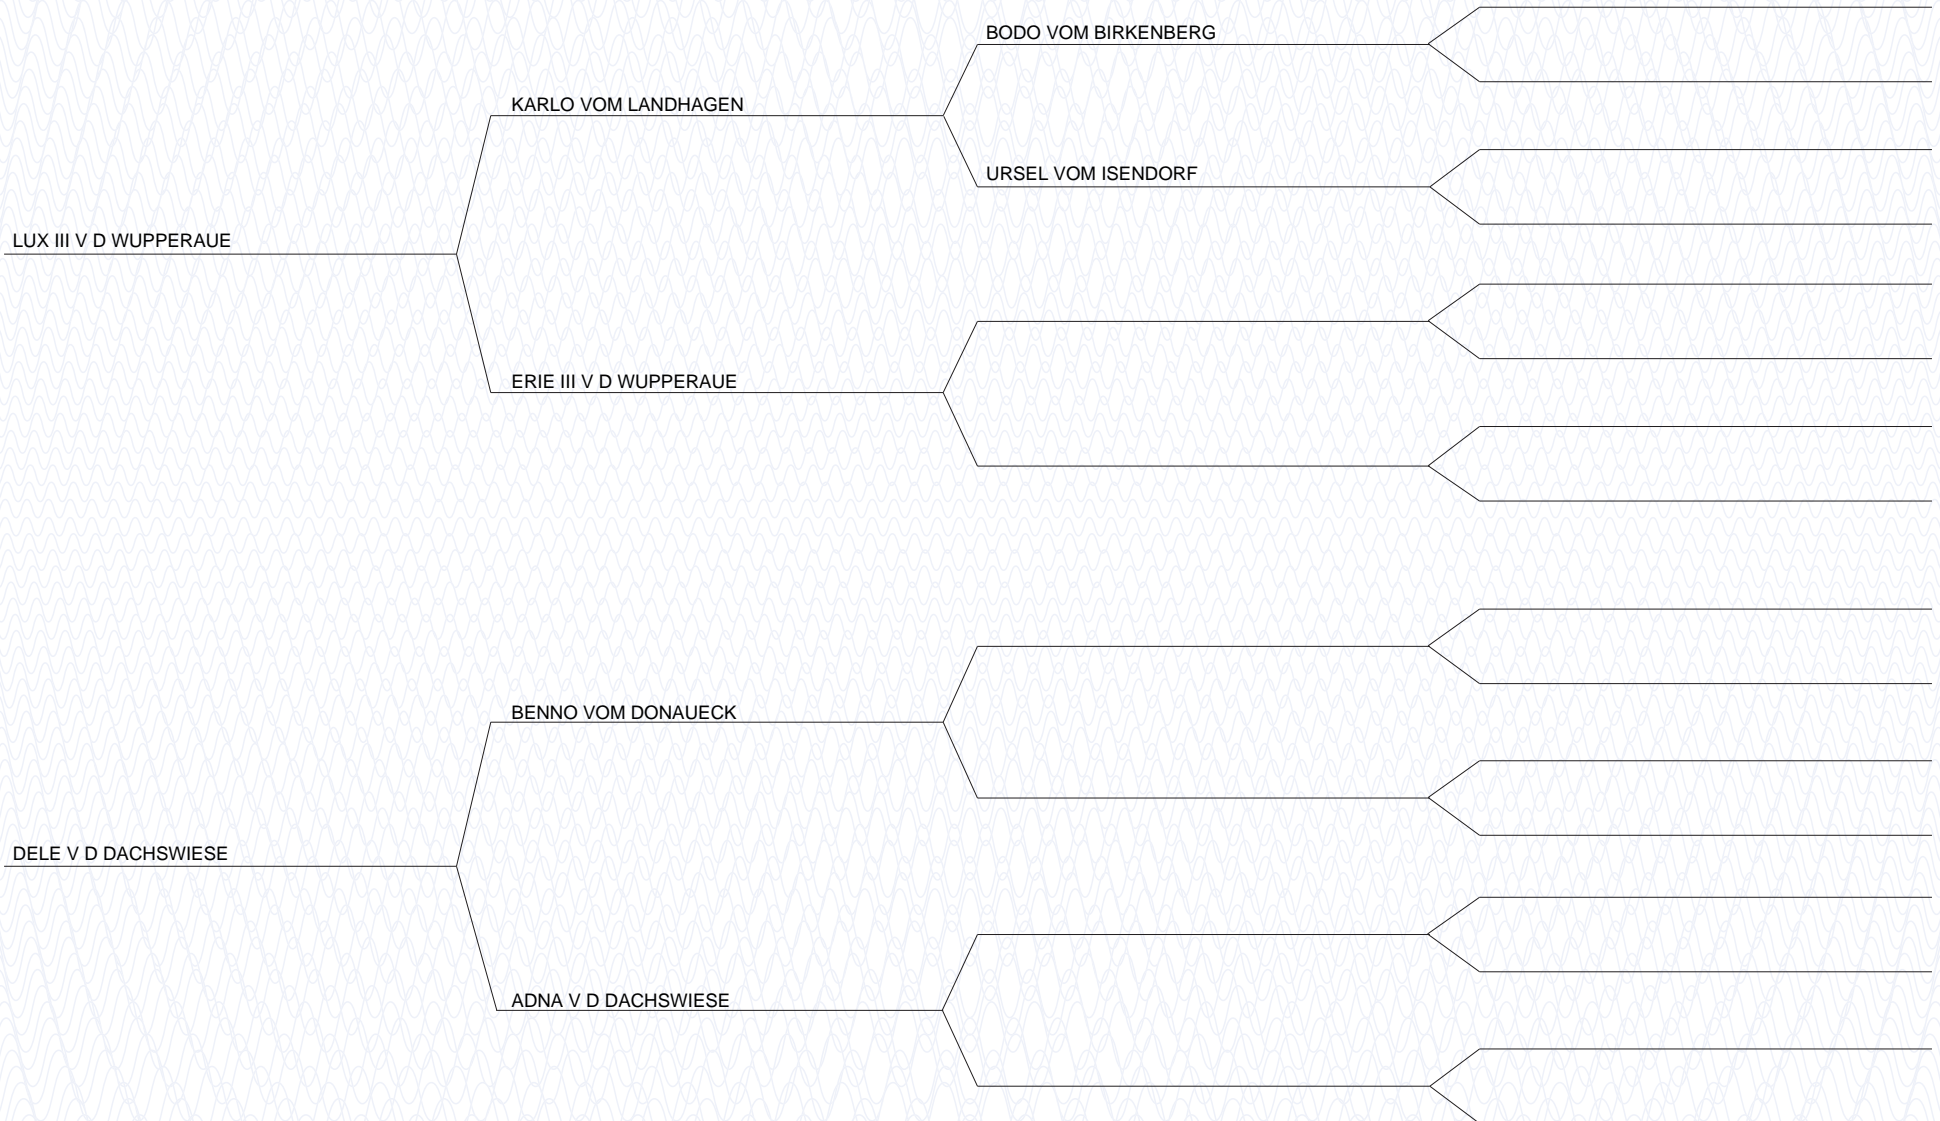 BODO VOM BIRKENBERG
KARLO VOM LANDHAGEN
URSEL VOM ISENDORF
LUX III V D WUPPERAUE
ERIE III V D WUPPERAUE
BENNO VOM DONAUECK
DELE V D DACHSWIESE
ADNA V D DACHSWIESE